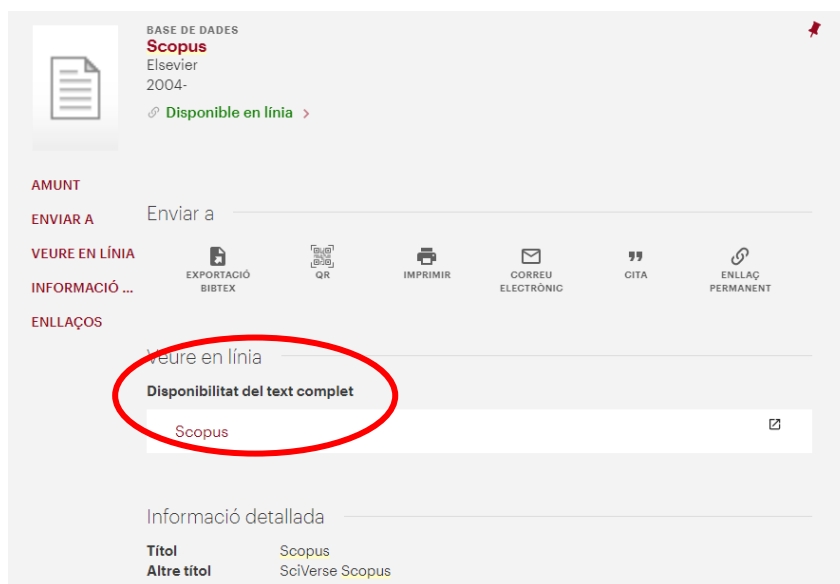 BASE DE DADES
Scopus
Elsevier
2004-
Disponible en línia
AMUNT
ENVIAR A
VEURE EN LÍNIA
INFORMACIÓ ...
ENLLAÇOS
Enviar a
EXPORTACIÓ BIBTEX
QR
IMPRIMIR
CORREU ELECTRÒNIC
CITA
ENLLAÇ PERMANENT
Veure en línia
Disponibilitat del text complet
Scopus
Informació detallada
Títol Scopus
Altre títol SciVerse Scopus